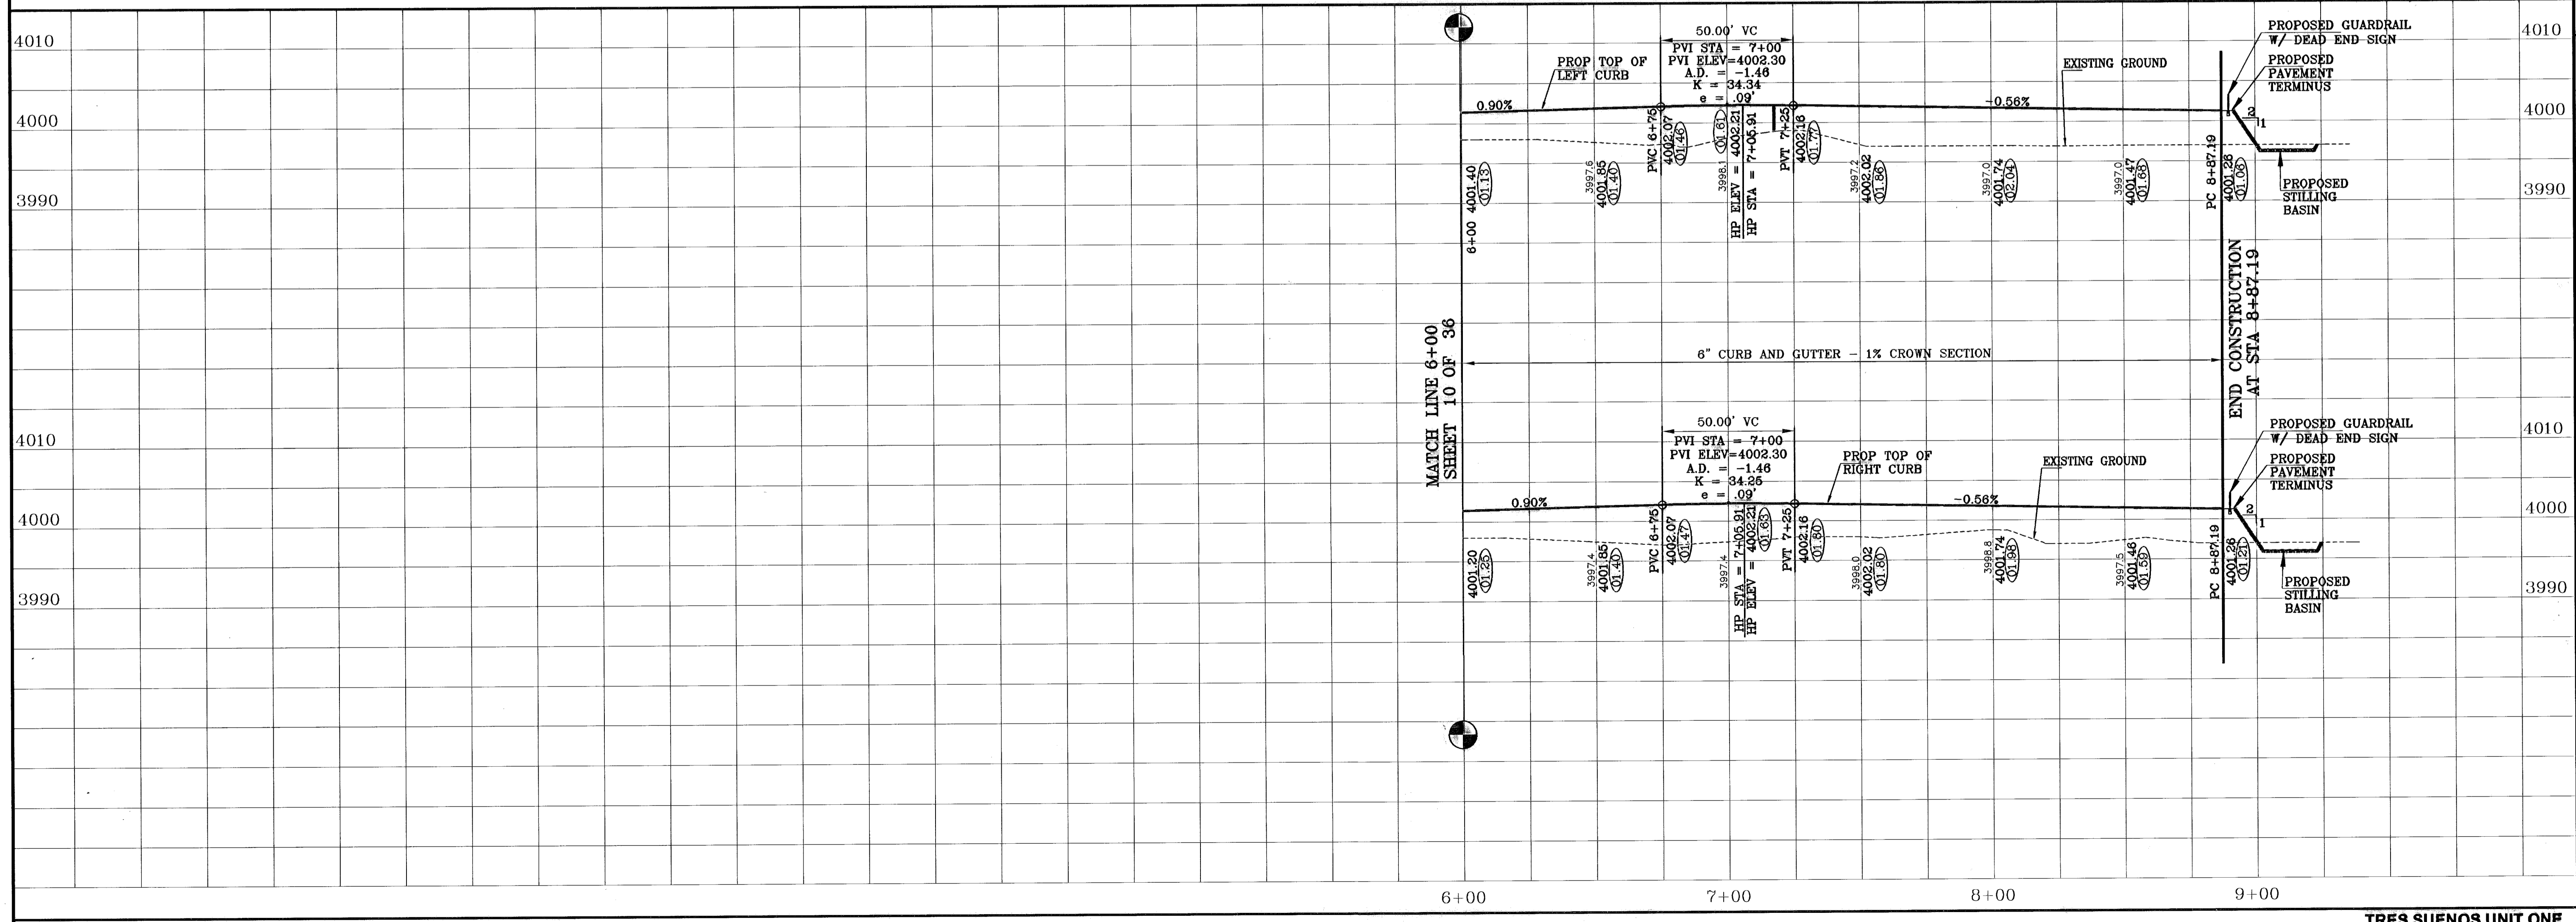 4010
4000
3990
50.00' VC
PVI STA = 7+00
PVI ELEV=4002.30
A.D. = -1.46
K = 34.34
e = .09'
PROP TOP OF
LEFT CURB
0.90%
-0.56%
EXISTING GROUND
PROPOSED GUARDRAIL
W/ DEAD END SIGN
PROPOSED
PAVEMENT
TERMINUS
2
1
PROPOSED
STILLING
BASIN
4010
4000
3990
6+00 4001.40
01.13
3997.6
4001.85
01.40
PVC 6+75
4002.07
01.46
3998.1
01.61
HP ELEV = 4002.21
HP STA = 7+05.91
PVT 7+25
4002.16
01.77
3997.2
4002.02
01.86
3997.0
4001.74
02.04
3997.0
4001.47
01.68
PC 8+87.19
4001.26
01.06
MATCH LINE 6+00
SHEET 10 OF 36
6" CURB AND GUTTER - 1% CROWN SECTION
END CONSTRUCTION
AT STA 8+87.19
4010
4000
3990
50.00' VC
PVI STA = 7+00
PVI ELEV=4002.30
A.D. = -1.46
K = 34.25
e = .09'
0.90%
PROP TOP OF
RIGHT CURB
-0.56%
EXISTING GROUND
PROPOSED GUARDRAIL
W/ DEAD END SIGN
PROPOSED
PAVEMENT
TERMINUS
2
1
PROPOSED
STILLING
BASIN
4010
4000
3990
4001.20
01.25
3997.4
4001.85
01.40
PVC 6+75
4002.07
01.47
3997.4
HP STA = 7+05.91
HP ELEV = 4002.21
01.63
PVT 7+25
4002.16
01.80
3998.0
4002.02
01.80
3998.8
4001.74
01.98
3997.5
4001.46
01.59
PC 8+87.19
4001.26
01.21
6+00
7+00
8+00
9+00
TRES SUENOS UNIT ONE